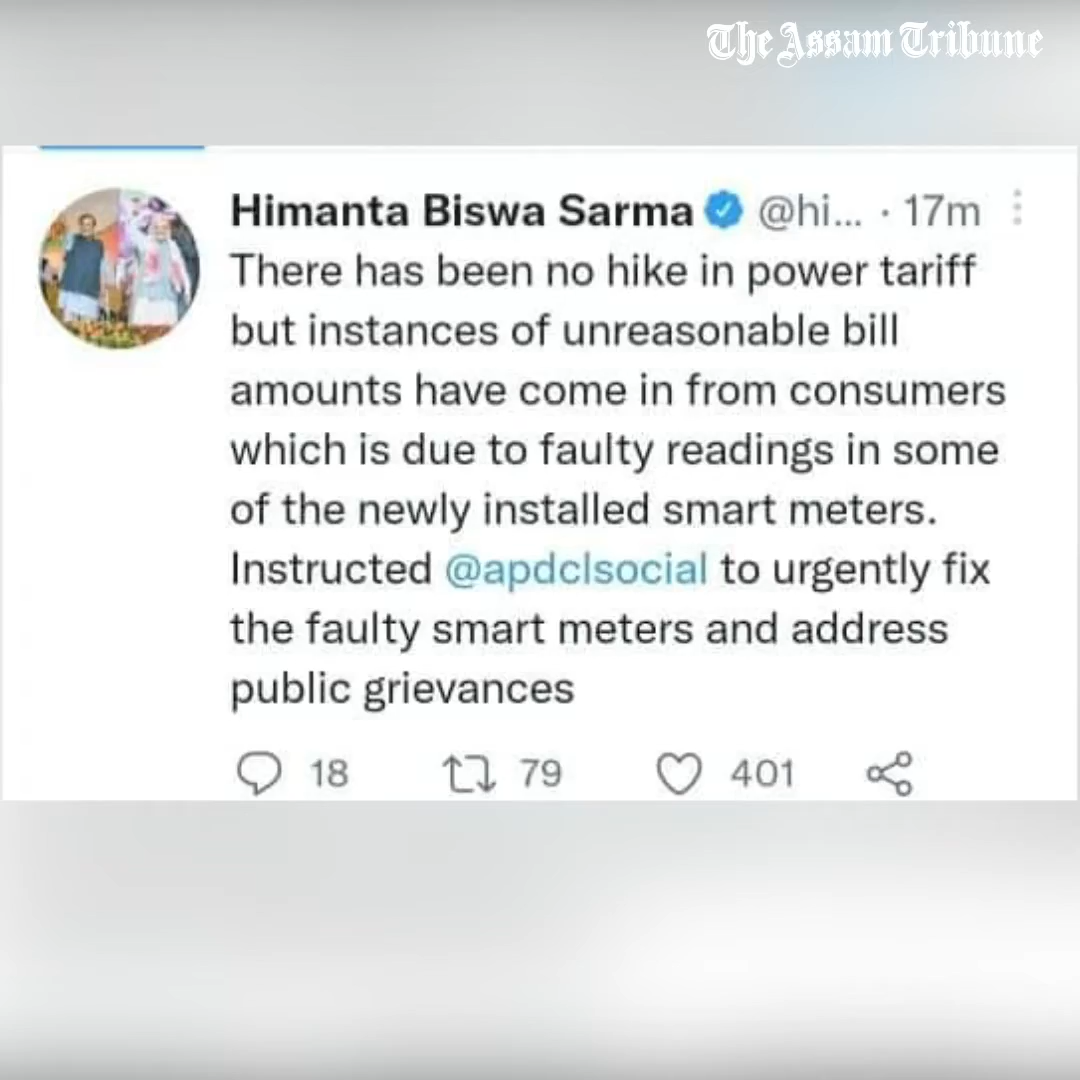 The Assam Tribune
Himanta Biswa Sarma @hi... · 17m
There has been no hike in power tariff
but instances of unreasonable bill
amounts have come in from consumers
which is due to faulty readings in some
of the newly installed smart meters.
Instructed @apdclsocial to urgently fix
the faulty smart meters and address
public grievances
18 79 401